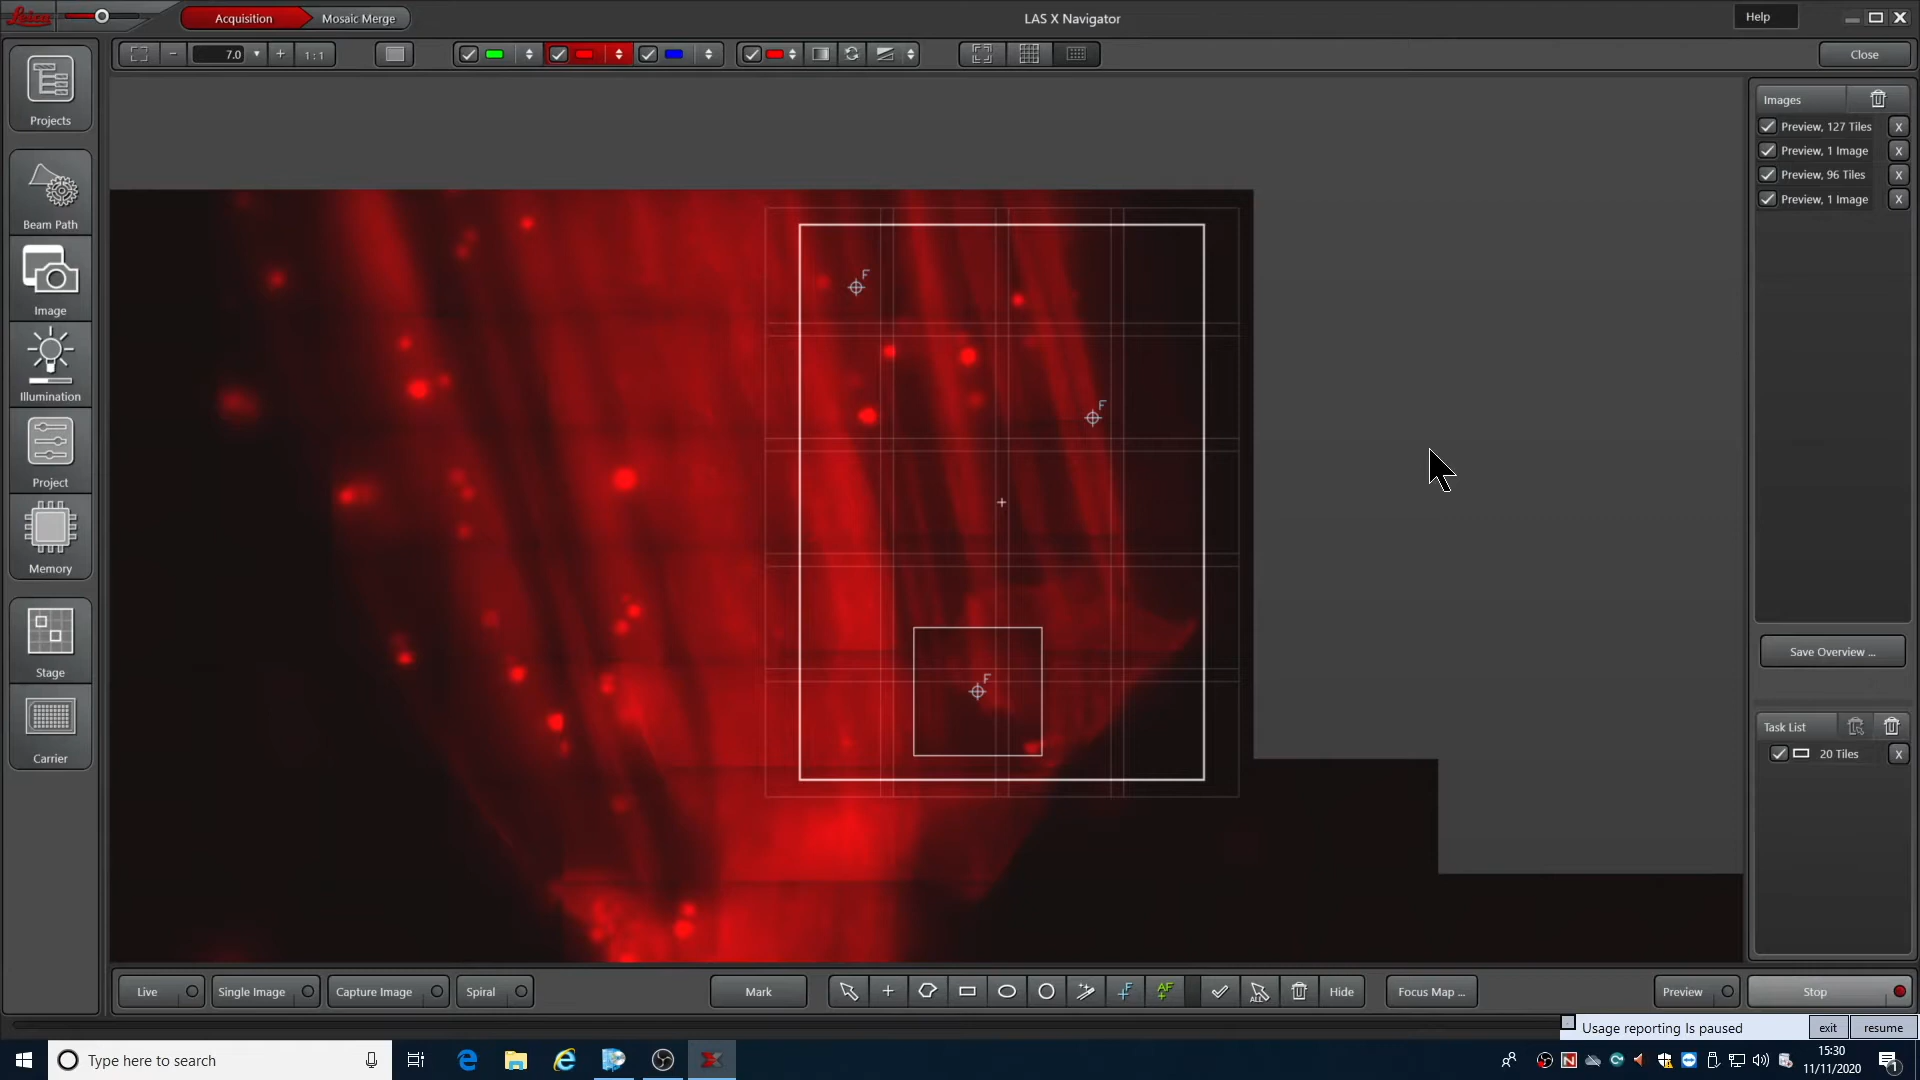 Leica
Acquisition
Mosaic Merge
LAS X Navigator
Help
7.0
1:1
Close
Projects
Beam Path
Image
Illumination
Project
Memory
Stage
Carrier
F
F
F
Images
Preview, 127 Tiles X
Preview, 1 Image X
Preview, 96 Tiles X
Preview, 1 Image X
Save Overview ...
Task List
20 Tiles X
Live
Single Image
Capture Image
Spiral
Mark
F
AF
ALL
Hide
Focus Map ...
Preview
Stop
Usage reporting Is paused
exit
resume
Type here to search
N
15:30
11/11/2020
1